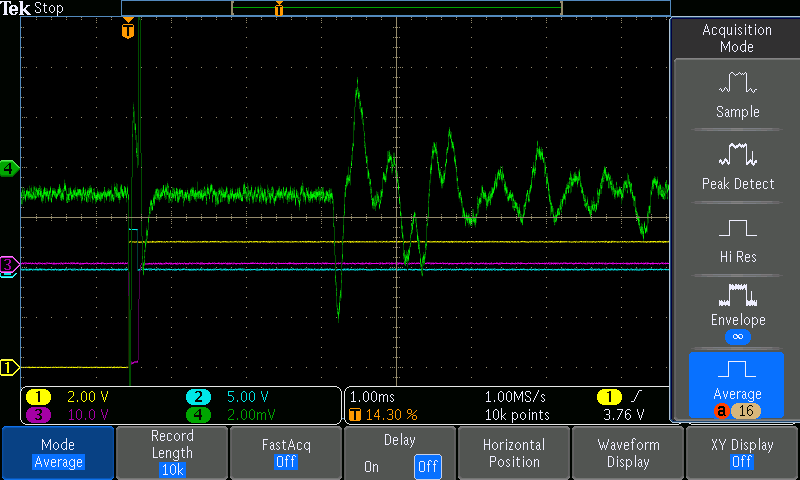 Tek Stop
T
T
Acquisition
Mode
Sample
Peak Detect
Hi Res
Envelope
∞
Average
a 16
4
3
1
1 2.00 V 2 5.00 V
3 10.0 V 4 2.00mV
1.00ms 1.00MS/s 1
T 14.30 % 10k points 3.76 V
Mode
Average
Record
Length
10k
FastAcq
Off
Delay
On Off
Horizontal
Position
Waveform
Display
XY Display
Off